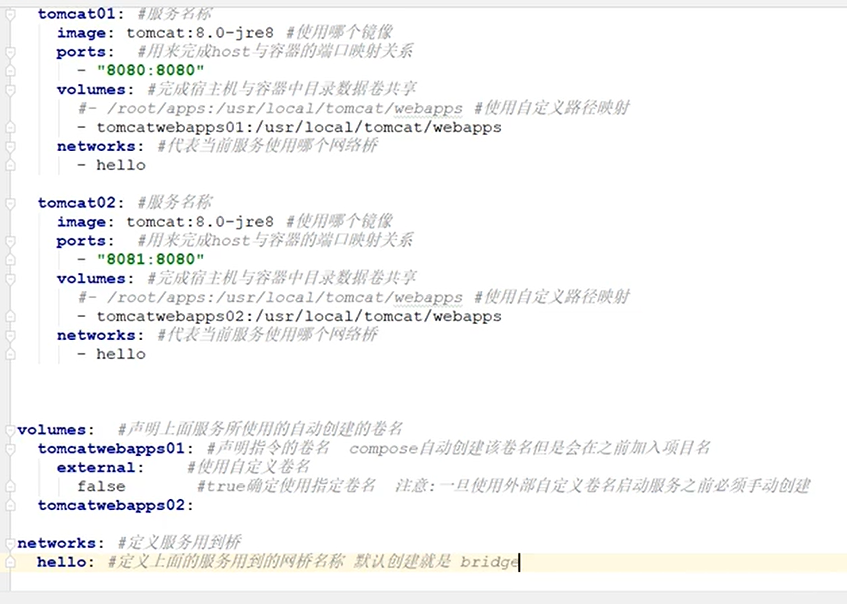 tomcat01: #服务名称
image: tomcat:8.0-jre8 #使用哪个镜像
ports: #用来完成host与容器的端口映射关系
- "8080:8080"
volumes: #完成宿主机与容器中目录数据卷共享
#- /root/apps:/usr/local/tomcat/webapps #使用自定义路径映射
- tomcatwebapps01:/usr/local/tomcat/webapps
networks: #代表当前服务使用哪个网络桥
- hello
tomcat02: #服务名称
image: tomcat:8.0-jre8 #使用哪个镜像
ports: #用来完成host与容器的端口映射关系
- "8081:8080"
volumes: #完成宿主机与容器中目录数据卷共享
#- /root/apps:/usr/local/tomcat/webapps #使用自定义路径映射
- tomcatwebapps02:/usr/local/tomcat/webapps
networks: #代表当前服务使用哪个网络桥
- hello
volumes: #声明上面服务所使用的自动创建的卷名
tomcatwebapps01: #声明指令的卷名 compose自动创建该卷名但是会在之前加入项目名
external: #使用自定义卷名
false #true确定使用指定卷名 注意:一旦使用外部自定义卷名启动服务之前必须手动创建
tomcatwebapps02:
networks: #定义服务用到桥
hello: #定义上面的服务用到的网桥名称 默认创建就是 bridge